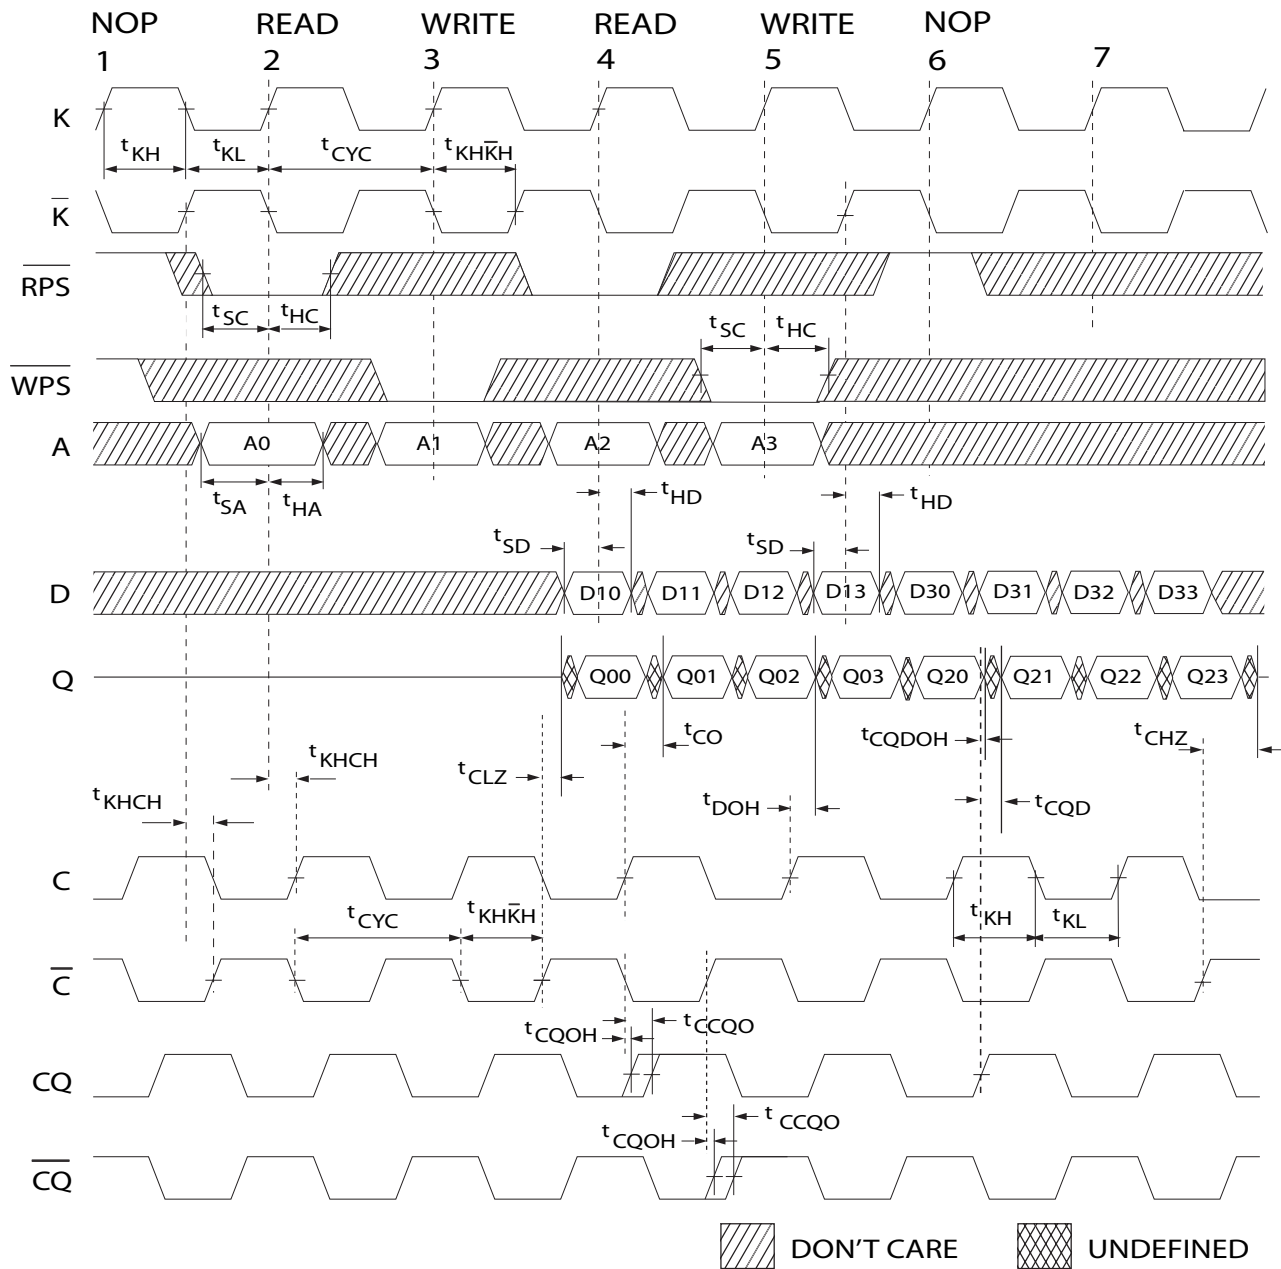 NOP READ WRITE READ WRITE NOP
1 2 3 4 5 6 7
K
tKH tKL tCYC tKHK̅H
K̅
R̅P̅S̅
tSC tHC tSC tHC
W̅P̅S̅
A A0 A1 A2 A3
tSA tHA tHD tHD
tSD tSD
D D10 D11 D12 D13 D30 D31 D32 D33
Q Q00 Q01 Q02 Q03 Q20 Q21 Q22 Q23
tKHCH tCLZ tCO tCQDOH tCHZ
tKHCH tDOH tCQD
C
tCYC tKHK̅H tKH tKL
C̅
tCQOH tCCQO
CQ
tCQOH tCCQO
C̅Q̅
DON'T CARE UNDEFINED